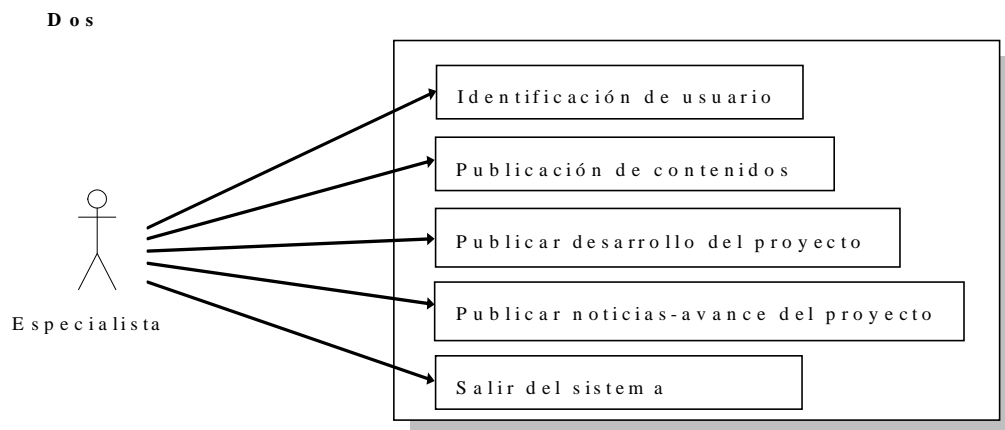 Dos
Identificación de usuario
Publicación de contenidos
Publicar desarrollo del proyecto
Publicar noticias-avance del proyecto
Especialista
Salir del sistema